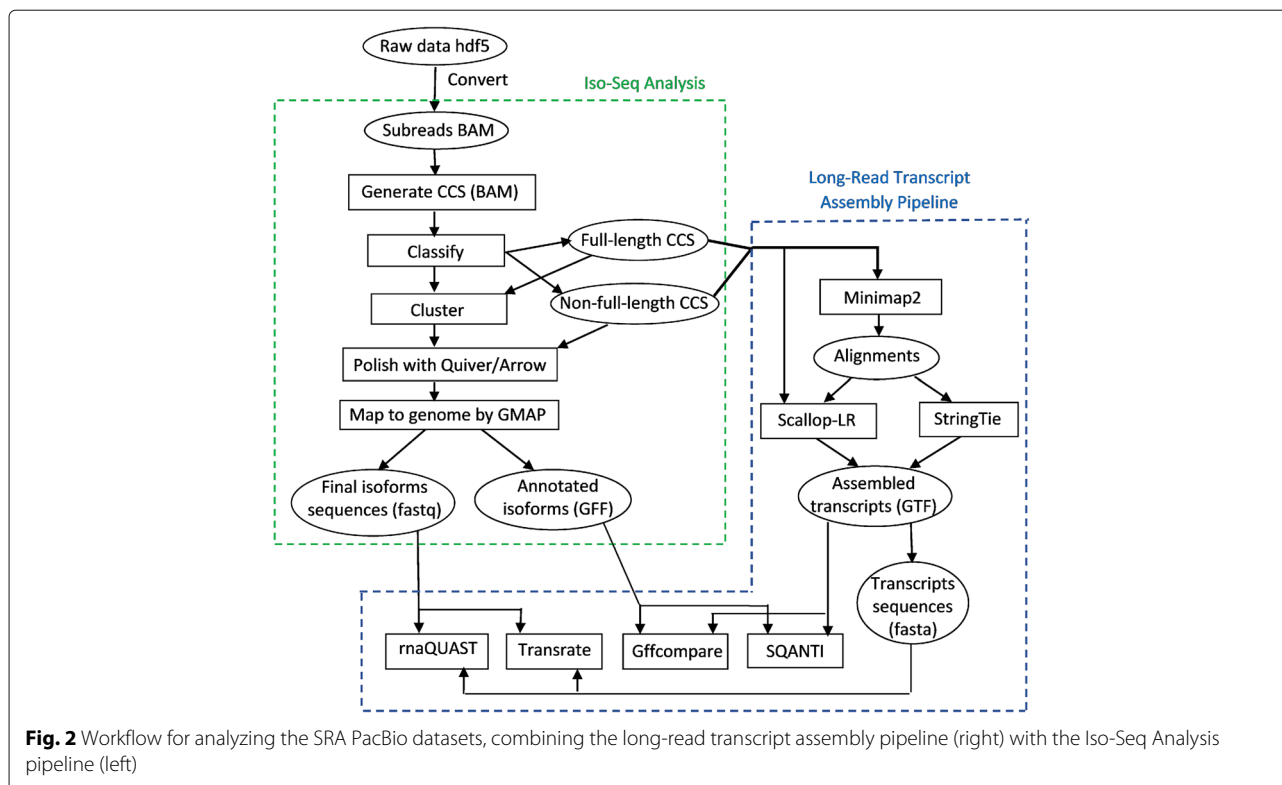 Raw data hdf5
Convert
Iso-Seq Analysis
Subreads BAM
Generate CCS (BAM)
Long-Read Transcript
Assembly Pipeline
Full-length CCS
Classify
Non-full-length CCS
Cluster
Minimap2
Polish with Quiver/Arrow
Alignments
Map to genome by GMAP
Scallop-LR
StringTie
Final isoforms
sequences (fastq)
Annotated
isoforms (GFF)
Assembled
transcripts (GTF)
Transcripts
sequences
(fasta)
rnaQUAST
Transrate
Gffcompare
SQANTI
Fig. 2 Workflow for analyzing the SRA PacBio datasets, combining the long-read transcript assembly pipeline (right) with the Iso-Seq Analysis
pipeline (left)